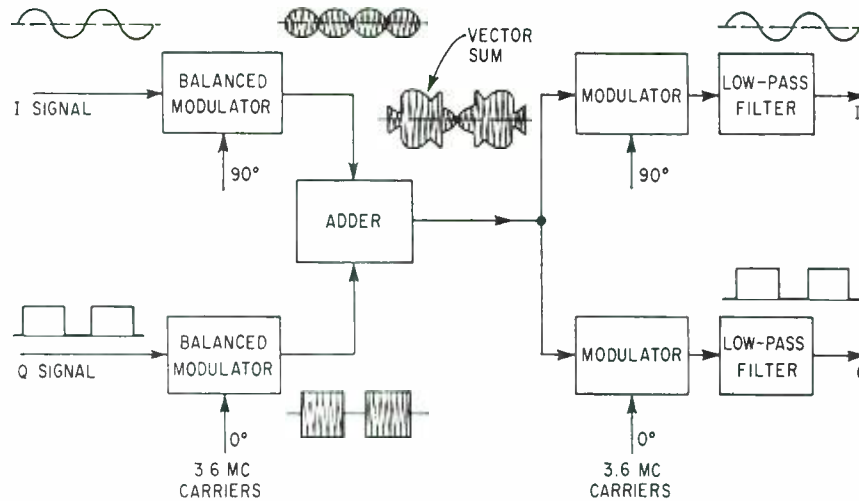 VECTOR
SUM
BALANCED
MODULATOR
I SIGNAL
90°
MODULATOR
90°
LOW-PASS
FILTER
I
ADDER
BALANCED
MODULATOR
Q SIGNAL
0°
3.6 MC
CARRIERS
MODULATOR
0°
3.6 MC
CARRIERS
LOW-PASS
FILTER